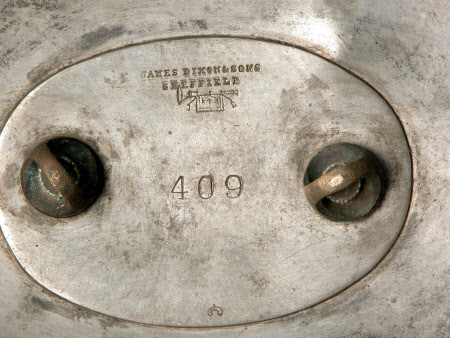 JAMES DIXON & SONS
SHEFFIELD
409